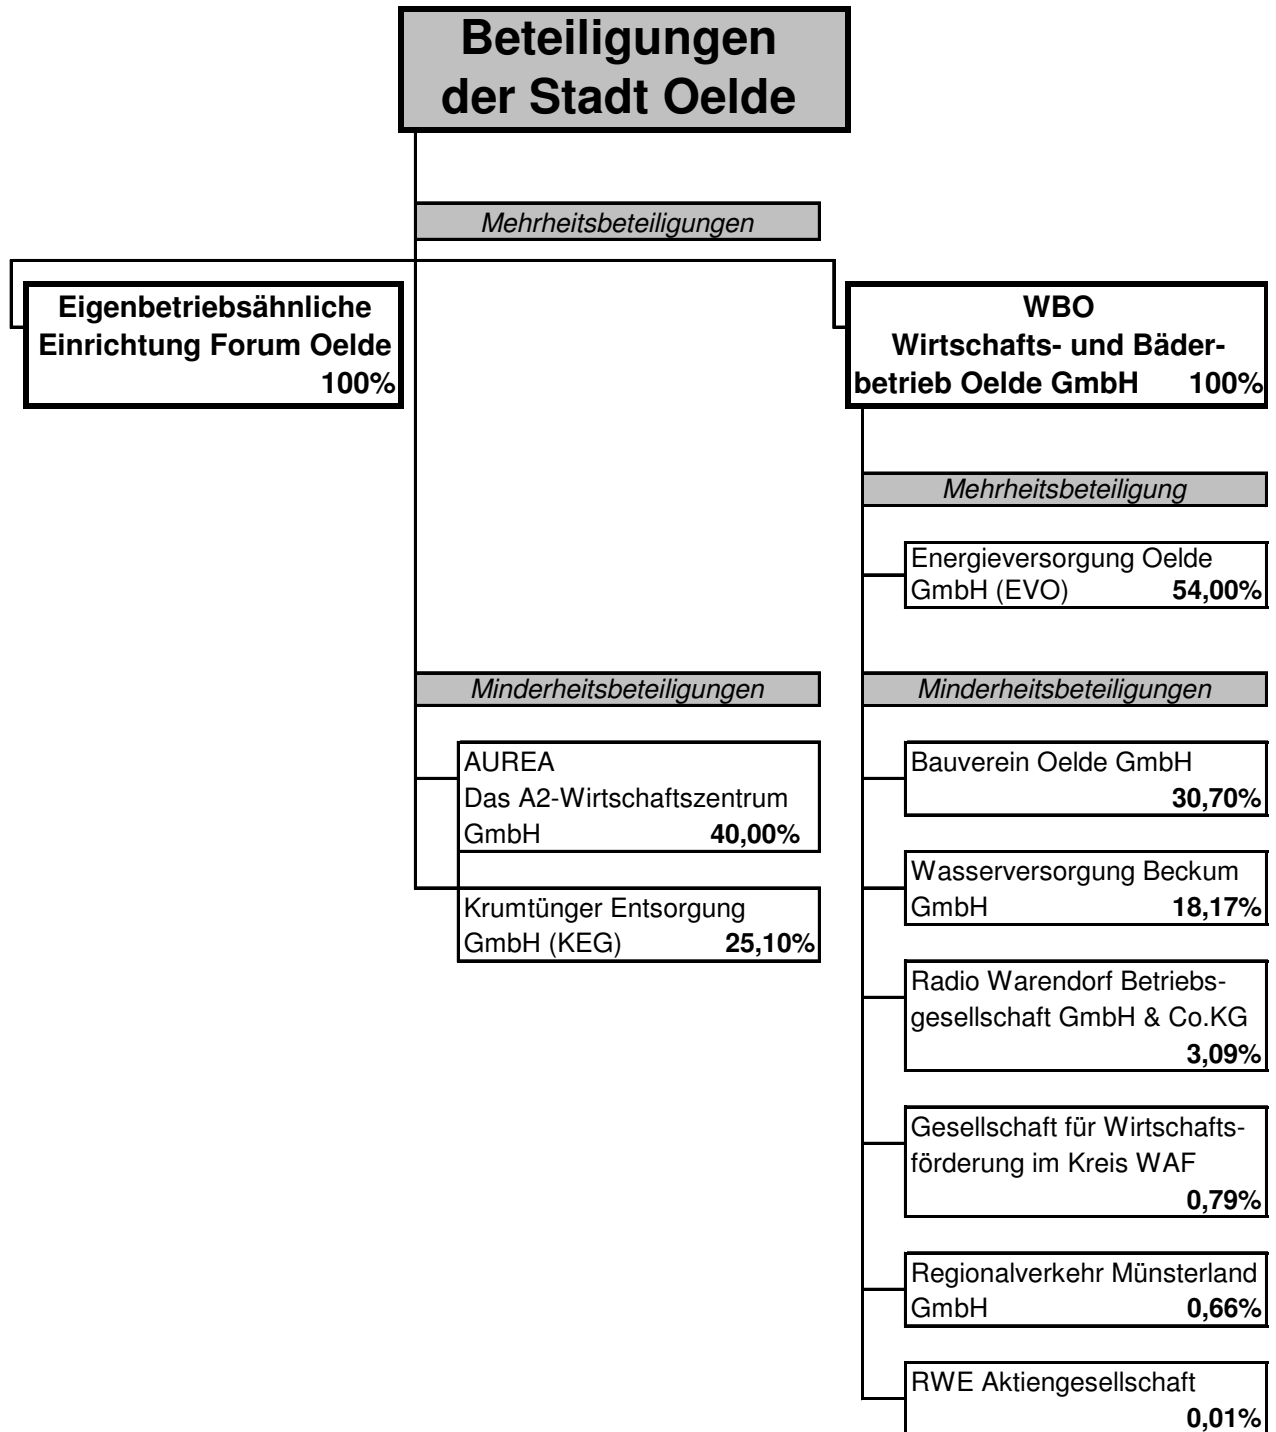 Beteiligungen
der Stadt Oelde
Mehrheitsbeteiligungen
Eigenbetriebsähnliche
Einrichtung Forum Oelde
100%
WBO
Wirtschafts- und Bäder-
betrieb Oelde GmbH 100%
Mehrheitsbeteiligung
Energieversorgung Oelde
GmbH (EVO) 54,00%
Minderheitsbeteiligungen
AUREA
Das A2-Wirtschaftszentrum
GmbH 40,00%
Krumtünger Entsorgung
GmbH (KEG) 25,10%
Minderheitsbeteiligungen
Bauverein Oelde GmbH
30,70%
Wasserversorgung Beckum
GmbH 18,17%
Radio Warendorf Betriebs-
gesellschaft GmbH & Co.KG
3,09%
Gesellschaft für Wirtschafts-
förderung im Kreis WAF
0,79%
Regionalverkehr Münsterland
GmbH 0,66%
RWE Aktiengesellschaft
0,01%